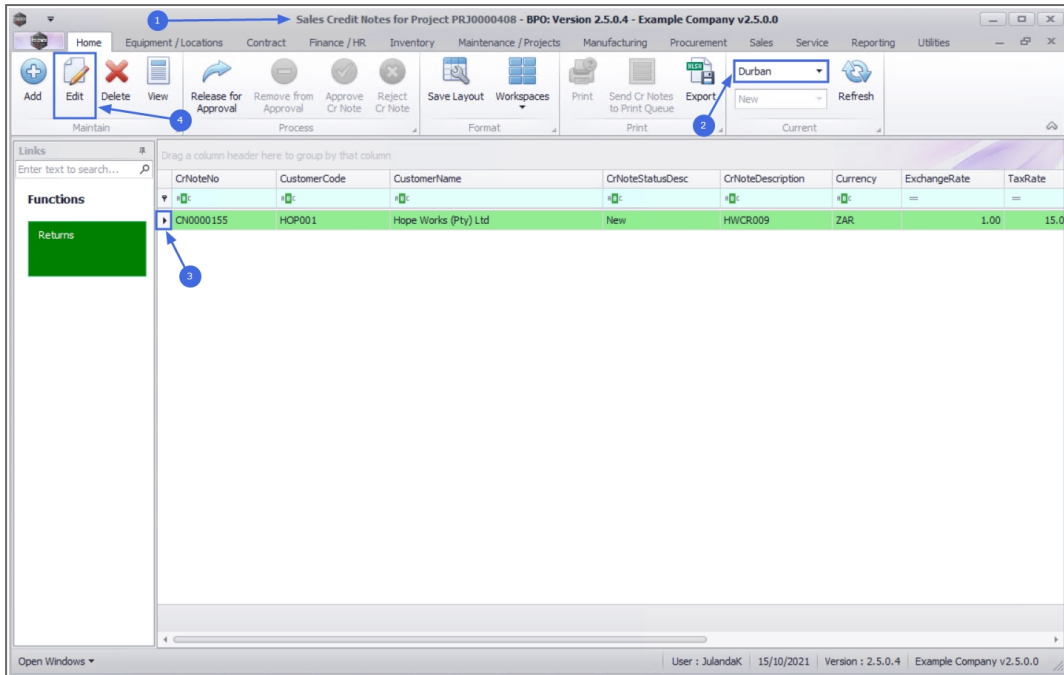 1
Sales Credit Notes for Project PRJ0000408 - BPO: Version 2.5.0.4 - Example Company v2.5.0.0
Home Equipment / Locations Contract Finance / HR Inventory Maintenance / Projects Manufacturing Procurement Sales Service Reporting Utilities
Add Edit Delete View Release for Approval Remove from Approval Approve Cr Note Reject Cr Note Save Layout Workspaces Print Send Cr Notes to Print Queue Export Durban New Refresh
4 2
Maintain Process Format Print Current
Links
Drag a column header here to group by that column
Enter text to search...
CrNoteNo CustomerCode CustomerName CrNoteStatusDesc CrNoteDescription Currency ExchangeRate TaxRate
Functions
= =
CN0000155 HOP001 Hope Works (Pty) Ltd New HWCR009 ZAR 1.00 15.0
Returns
3
Open Windows User : JulandaK 15/10/2021 Version : 2.5.0.4 Example Company v2.5.0.0